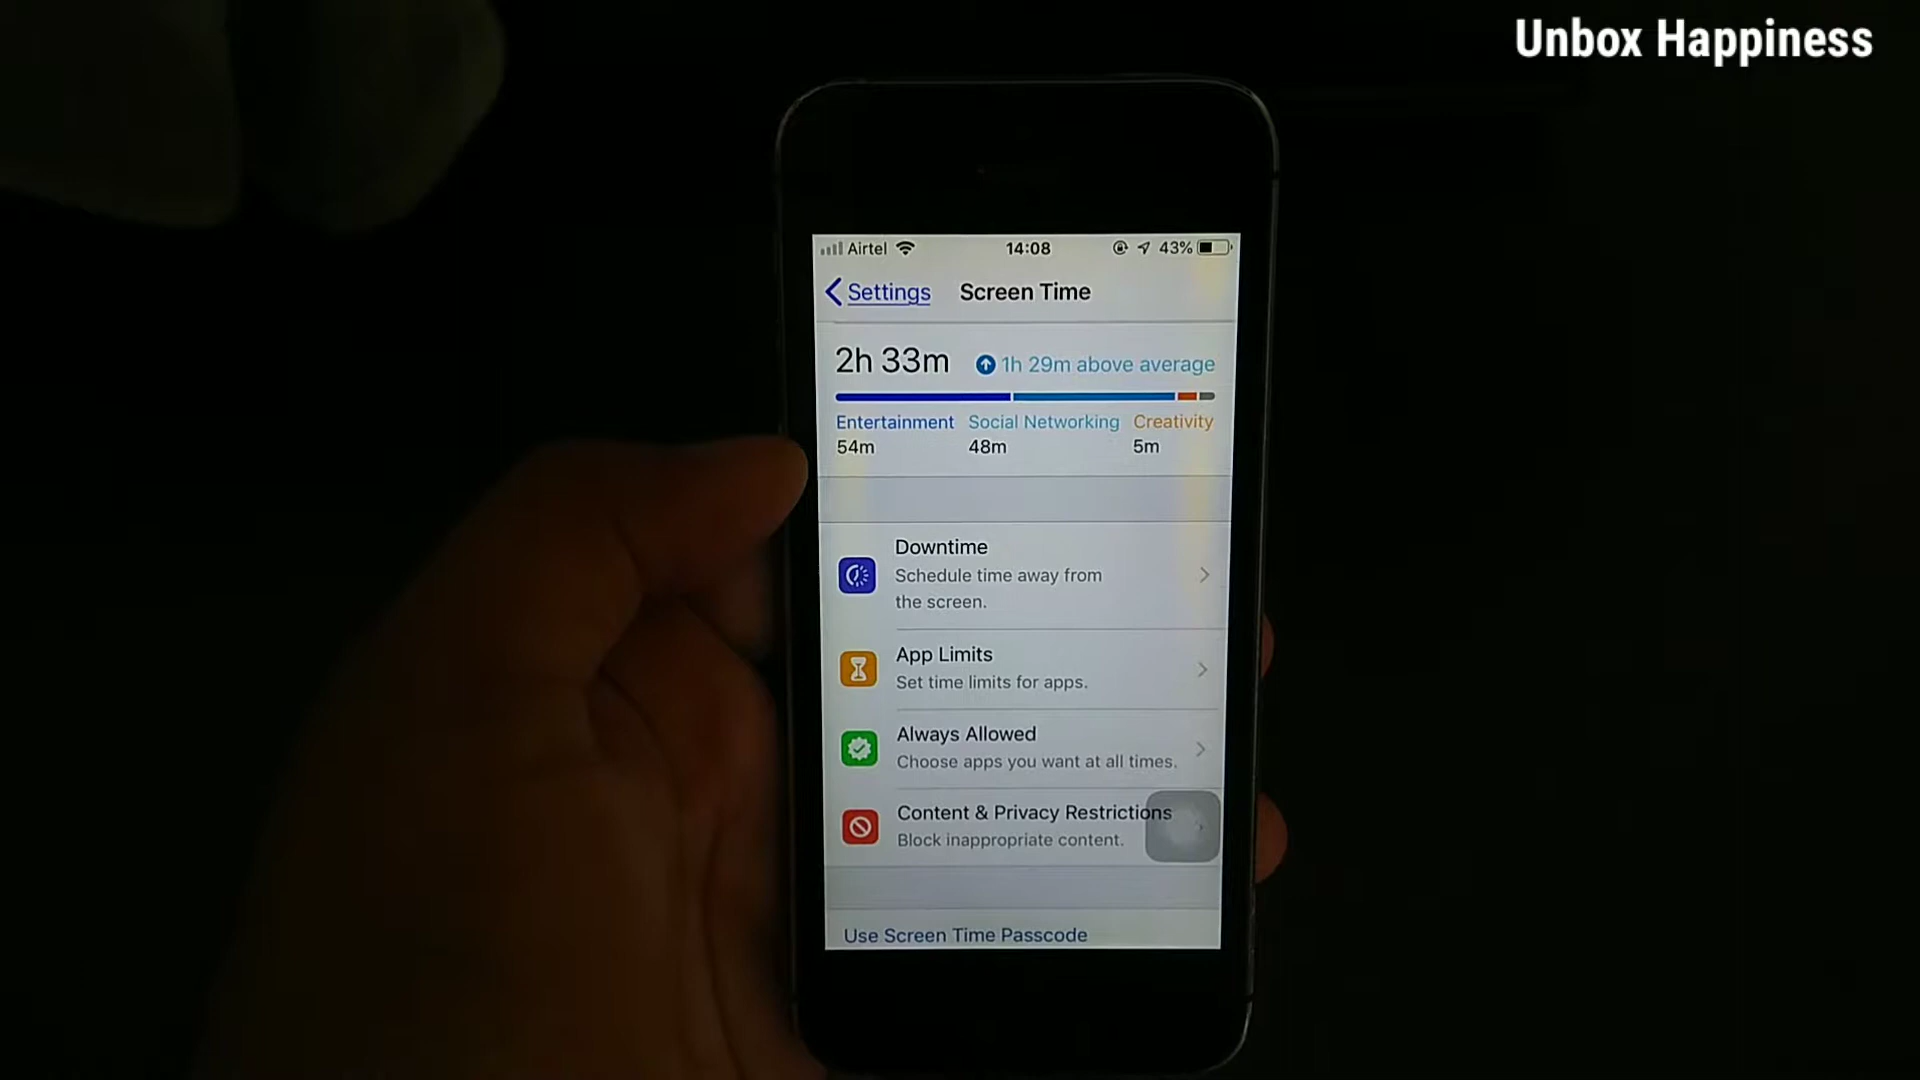 Unbox Happiness
Airtel 14:08 43%
Settings Screen Time
2h 33m 1h 29m above average
Entertainment Social Networking Creativity
54m 48m 5m
Downtime
Schedule time away from
the screen.
App Limits
Set time limits for apps.
Always Allowed
Choose apps you want at all times.
Content & Privacy Restrictions
Block inappropriate content.
Use Screen Time Passcode